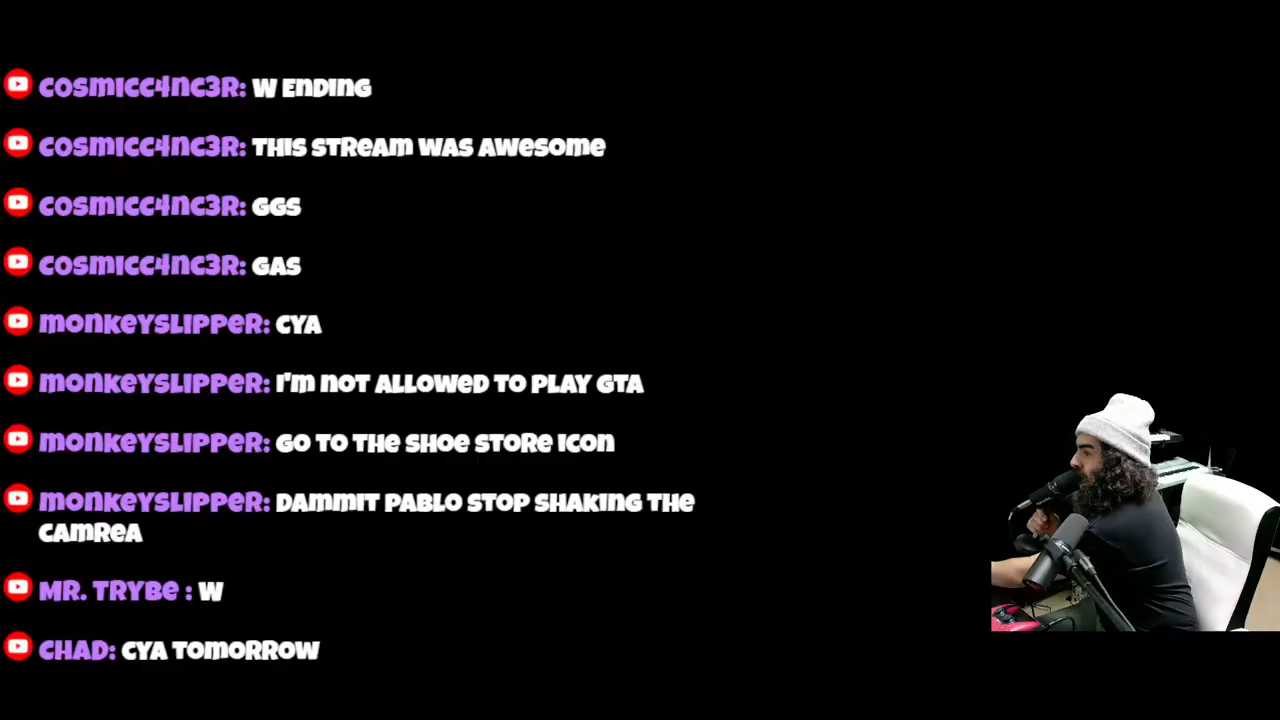 cosmicc4nc3r: W Ending
cosmicc4nc3r: This stream was awesome
cosmicc4nc3r: GGS
cosmicc4nc3r: GAS
monkeyslipper: CYA
monkeyslipper: I'm not allowed to play GTA
monkeyslipper: Go to the shoe store icon
monkeyslipper: Dammit Pablo stop shaking the
camrea
Mr. Trybe : W
Chad: Cya tomorrow